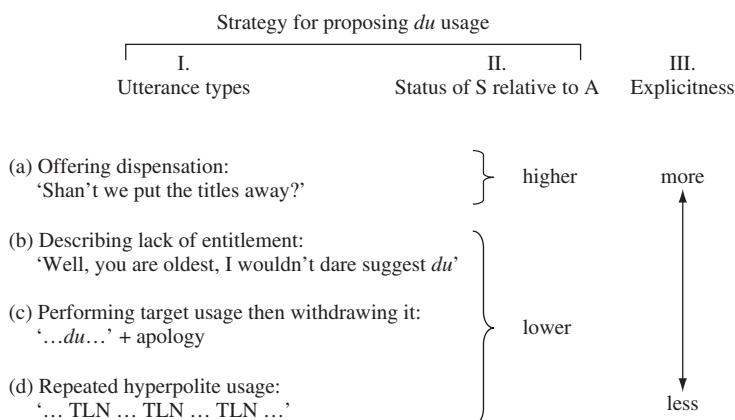 Strategy for proposing du usage
I. II. III.
Utterance types Status of S relative to A Explicitness
(a) Offering dispensation:
‘Shan’t we put the titles away?’ higher more
(b) Describing lack of entitlement:
‘Well, you are oldest, I wouldn’t dare suggest du’
(c) Performing target usage then withdrawing it:
‘…du…’ + apology lower
(d) Repeated hyperpolite usage:
‘… TLN … TLN … TLN …’ less